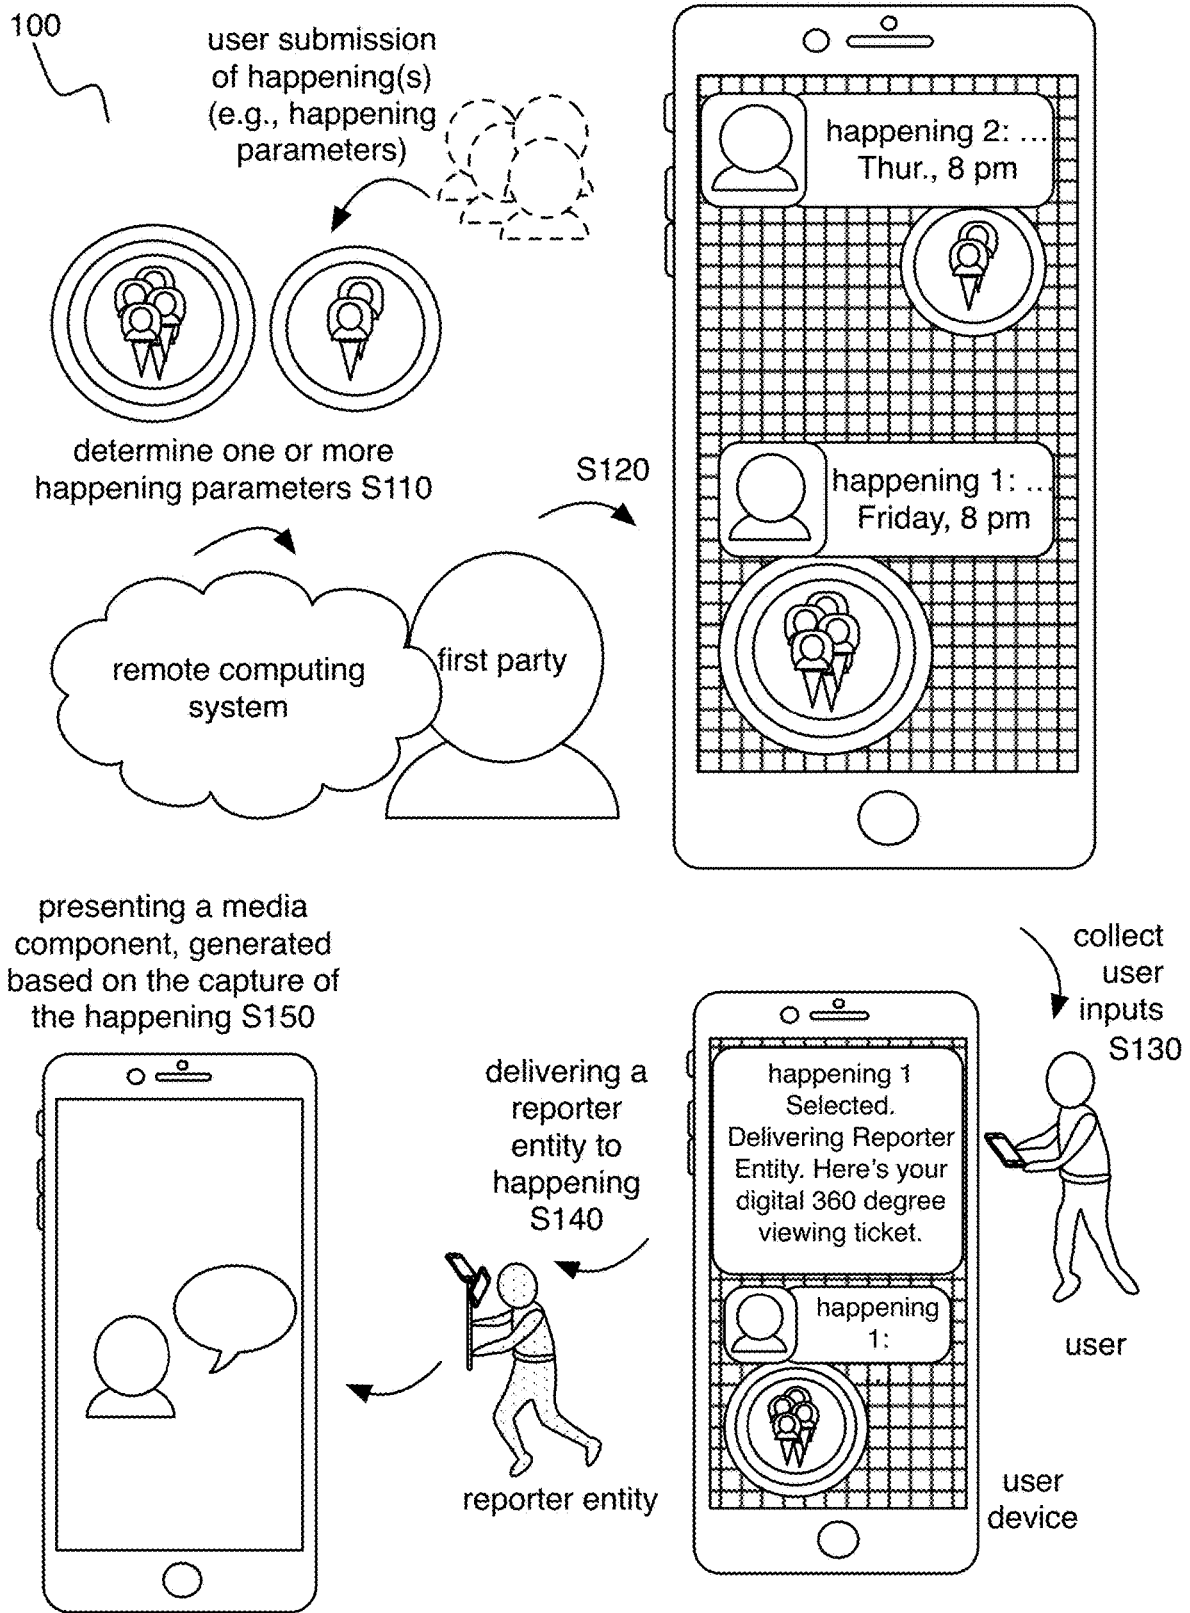 100
user submission
of happening(s)
(e.g., happening
parameters)
determine one or more
happening parameters S110
remote computing
system
first party
S120
happening 2: ...
Thur., 8 pm
happening 1: ...
Friday, 8 pm
collect
user
inputs
S130
happening 1
Selected.
Delivering Reporter
Entity. Here's your
digital 360 degree
viewing ticket.
happening
1:
user
user
device
delivering a
reporter
entity to
happening
S140
reporter entity
presenting a media
component, generated
based on the capture of
the happening S150